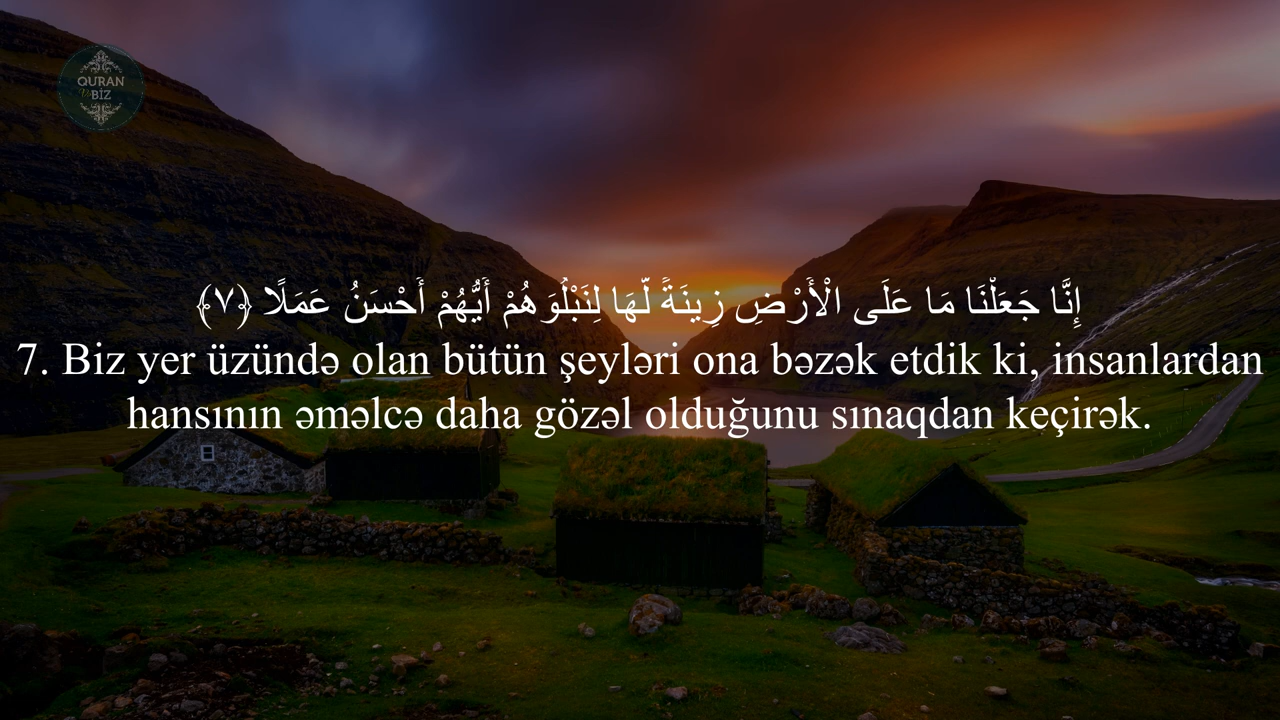 QURAN
Və
BİZ
إِنَّا جَعَلْنَا مَا عَلَى الْأَرْضِ زِينَةً لَّهَا لِنَبْلُوَهُمْ أَيُّهُمْ أَحْسَنُ عَمَلًا ﴿٧﴾
7. Biz yer üzündə olan bütün şeyləri ona bəzək etdik ki, insanlardan
hansının əməlcə daha gözəl olduğunu sınaqdan keçirək.